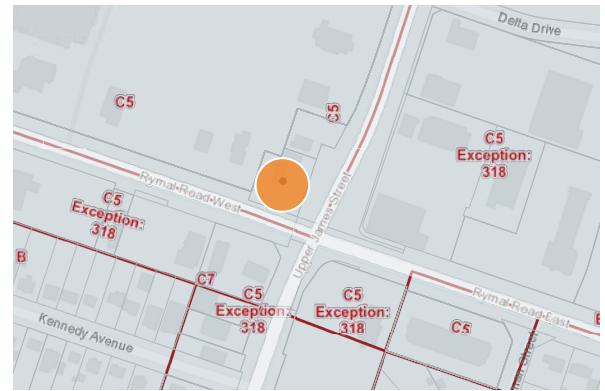 Delta Drive
C5
C5
C5
Exception:
318
Rymal Road West
Upper James Street
C5
Exception:
318
B
C7
C5
Exception:
318
C5
Exception:
318
C5
Rymal Road East
Kennedy Avenue
Street